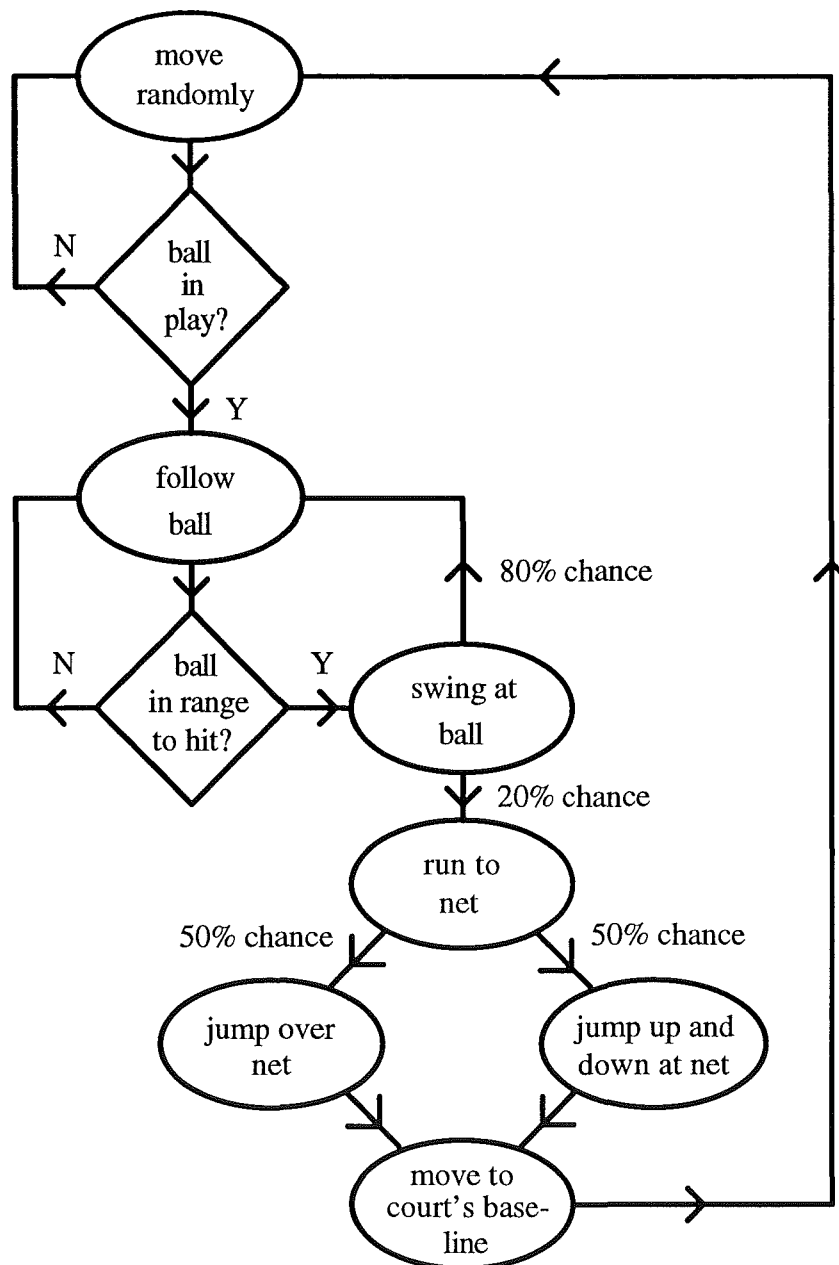 move
randomly
N
ball
in
play?
Y
follow
ball
80% chance
N
ball
in range
to hit?
Y
swing at
ball
20% chance
run to
net
50% chance
50% chance
jump over
net
jump up and
down at net
move to
court's base-
line